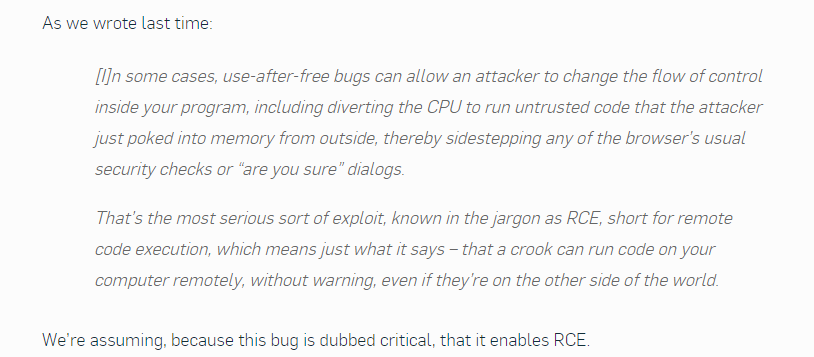 As we wrote last time:
[I]n some cases, use-after-free bugs can allow an attacker to change the flow of control
inside your program, including diverting the CPU to run untrusted code that the attacker
just poked into memory from outside, thereby sidestepping any of the browser's usual
security checks or “are you sure” dialogs.
That's the most serious sort of exploit, known in the jargon as RCE, short for remote
code execution, which means just what it says – that a crook can run code on your
computer remotely, without warning, even if they're on the other side of the world.
We're assuming, because this bug is dubbed critical, that it enables RCE.